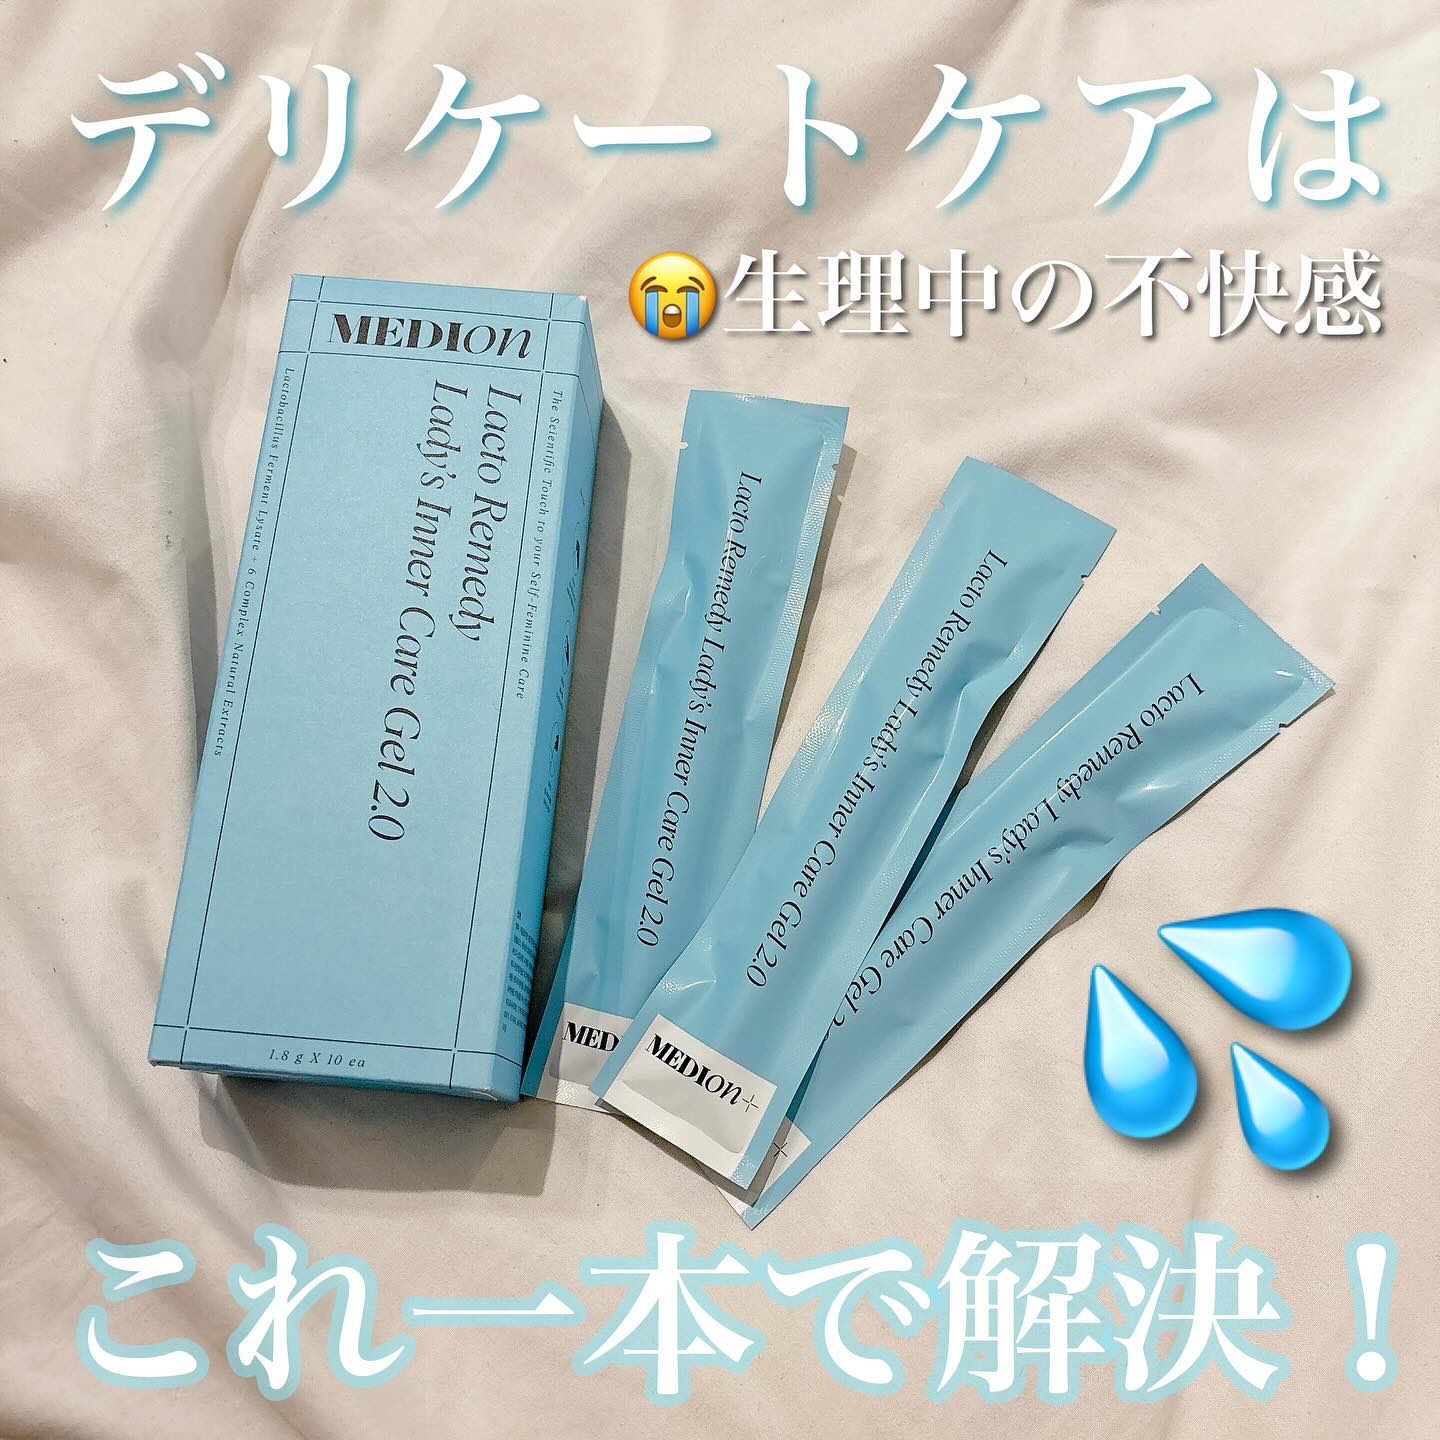 デリケートケアは
😭生理中の不快感
MEDION
The Scientific Touch to your Self-Feminine Care
Lacto Remedy
Lady's Inner Care Gel 2.0
Lactobacillus Ferment Lysate + 6 Complex Natural Extracts
1.8 g X 10 ea
Lacto Remedy Lady's Inner Care Gel 2.0
MED
Lacto Remedy Lady's Inner Care Gel 2.0
MEDION+
Lacto Remedy Lady's Inner Care Gel 2
これ一本で解決！